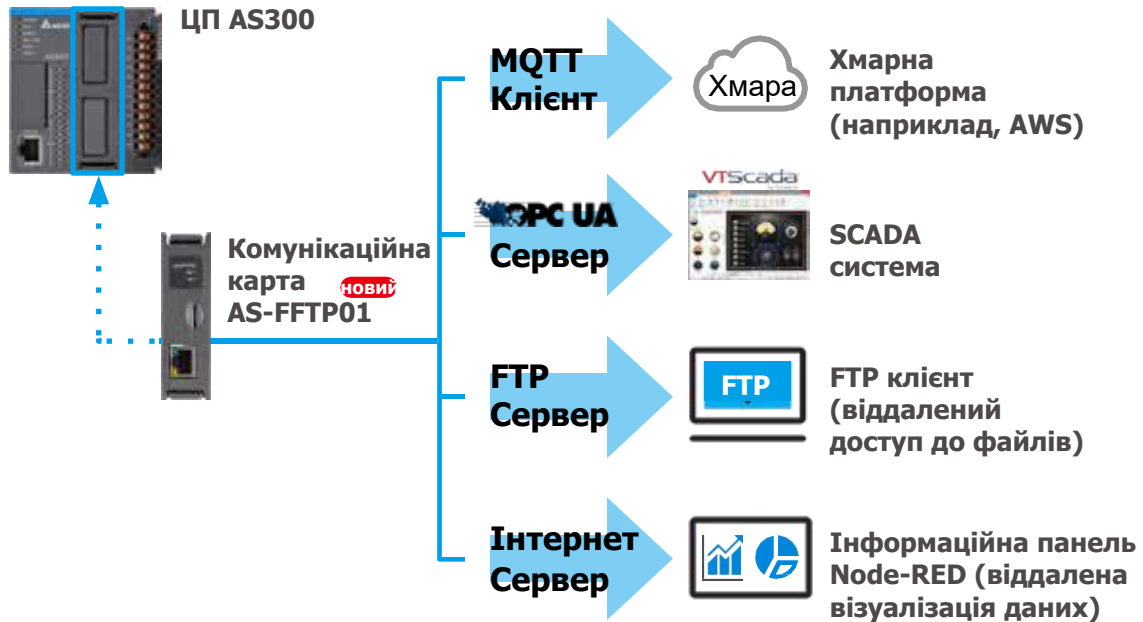 ЦП AS300
MQTT
Клієнт
Хмара
Хмарна
платформа
(наприклад, AWS)
OPC UA
Сервер
VTScada
SCADA
система
Комунікаційна
карта новий
AS-FFTP01
FTP
Сервер
FTP
FTP клієнт
(віддалений
доступ до файлів)
Інтернет
Сервер
Інформаційна панель
Node-RED (віддалена
візуалізація даних)